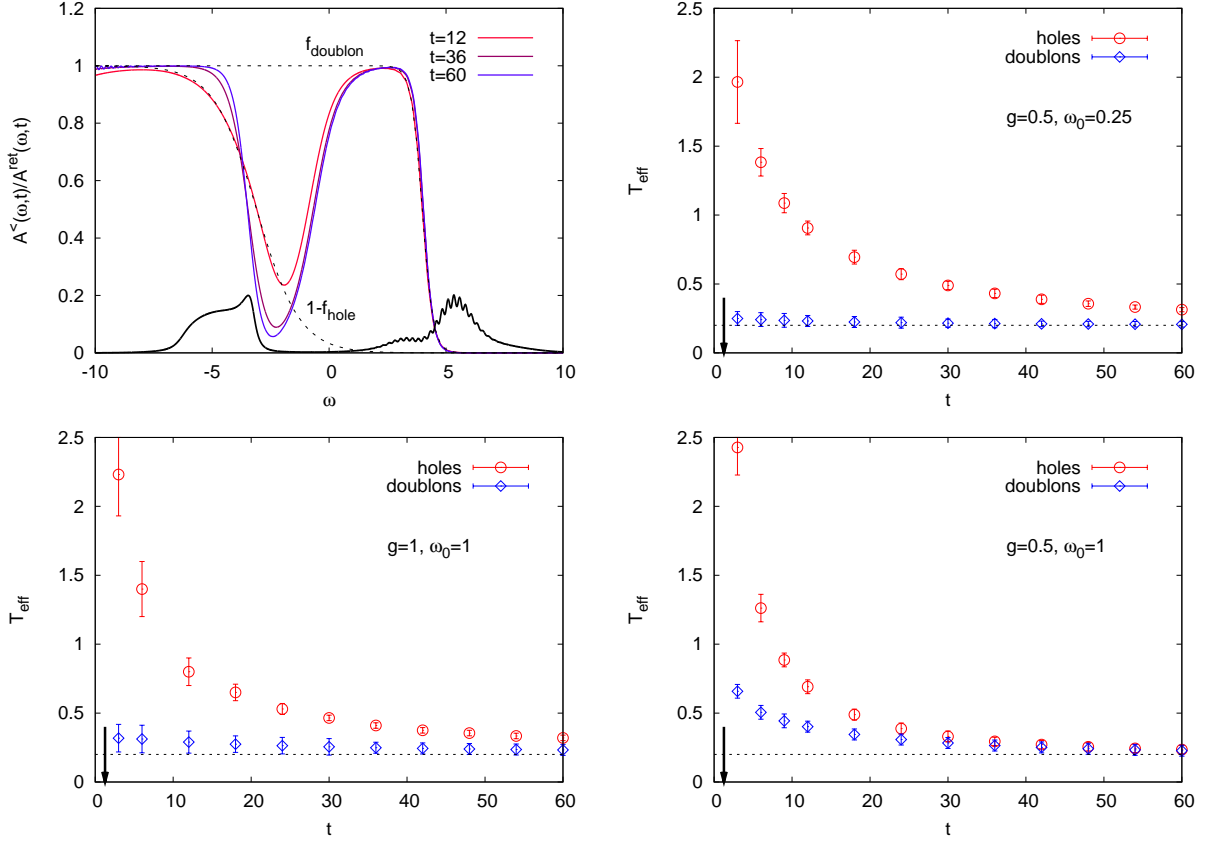 1.2
1
0.8
0.6
0.4
0.2
0
A^<(ω,t)/A^ret(ω,t)
f_doublon
t=12
t=36
t=60
1-f_hole
-10
-5
0
5
10
ω
2.5
2
1.5
1
0.5
0
T_eff
holes
doublons
g=0.5, ω_0=0.25
0
10
20
30
40
50
60
t
2.5
2
1.5
1
0.5
0
T_eff
holes
doublons
g=1, ω_0=1
0
10
20
30
40
50
60
t
2.5
2
1.5
1
0.5
0
T_eff
holes
doublons
g=0.5, ω_0=1
0
10
20
30
40
50
60
t